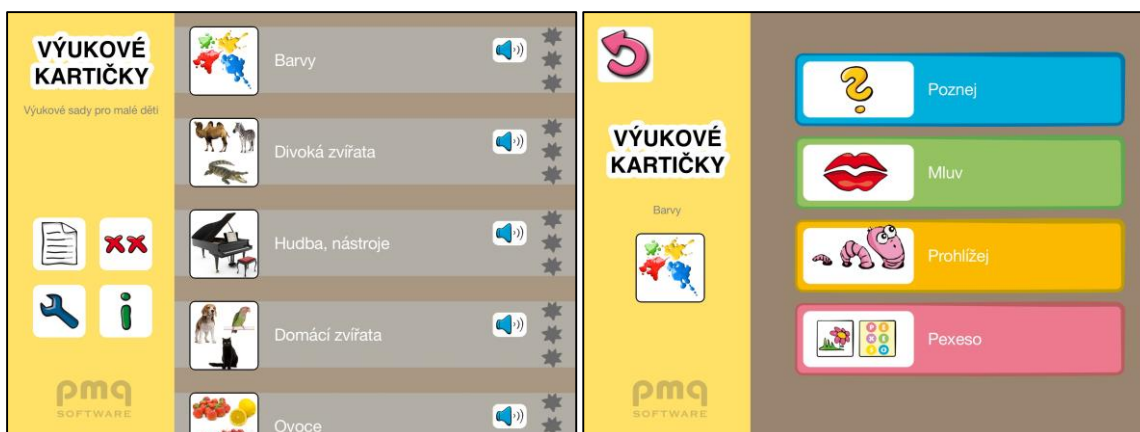 VÝUKOVÉ
KARTIČKY
Výukové sady pro malé děti
Barvy
Divoká zvířata
Hudba, nástroje
Domácí zvířata
Ovoce
pmq
SOFTWARE
VÝUKOVÉ
KARTIČKY
Barvy
Poznej
Mluv
Prohlížej
PEXESO
Pexeso
pmq
SOFTWARE